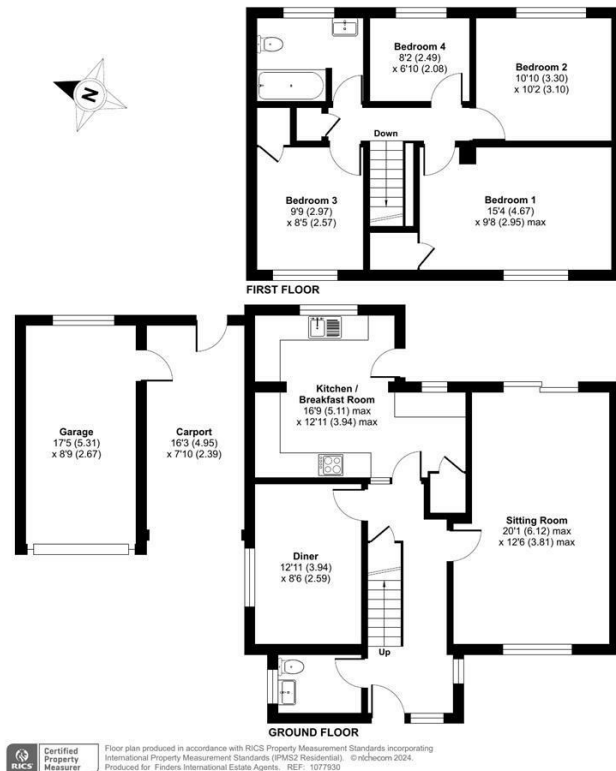 N
Bedroom 4
8'2 (2.49)
x 6'10 (2.08)
Bedroom 2
10'10 (3.30)
x 10'2 (3.10)
Down
Bedroom 3
9'9 (2.97)
x 8'5 (2.57)
Bedroom 1
15'4 (4.67)
x 9'8 (2.95) max
FIRST FLOOR
Kitchen /
Breakfast Room
16'9 (5.11) max
x 12'11 (3.94) max
Garage
17'5 (5.31)
x 8'9 (2.67)
Carport
16'3 (4.95)
x 7'10 (2.39)
Sitting Room
20'1 (6.12) max
x 12'6 (3.81) max
Diner
12'11 (3.94)
x 8'6 (2.59)
Up
GROUND FLOOR
RICS
Certified
Property
Measurer
Floor plan produced in accordance with RICS Property Measurement Standards incorporating
International Property Measurement Standards (IPMS2 Residential). © nichecom 2024.
Produced for Finders International Estate Agents. REF: 1077930